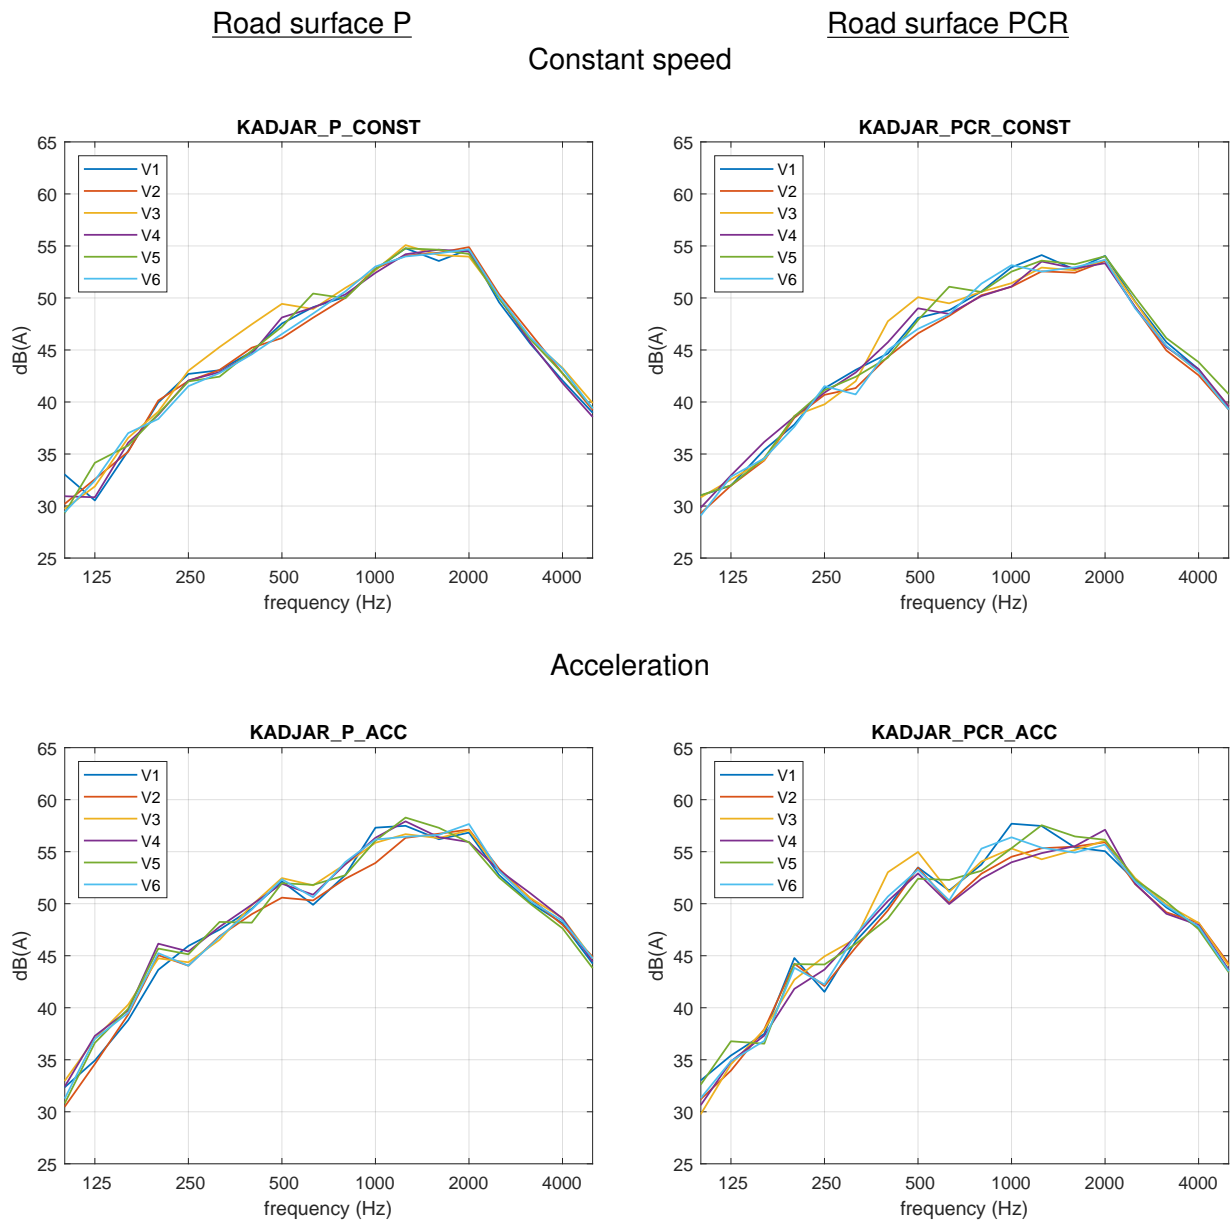 Road surface P
Road surface PCR
Constant speed
KADJAR_P_CONST
65
60
55
50
45
40
35
30
25
dB(A)
V1
V2
V3
V4
V5
V6
125 250 500 1000 2000 4000
frequency (Hz)
KADJAR_PCR_CONST
65
60
55
50
45
40
35
30
25
dB(A)
V1
V2
V3
V4
V5
V6
125 250 500 1000 2000 4000
frequency (Hz)
Acceleration
KADJAR_P_ACC
65
60
55
50
45
40
35
30
25
dB(A)
V1
V2
V3
V4
V5
V6
125 250 500 1000 2000 4000
frequency (Hz)
KADJAR_PCR_ACC
65
60
55
50
45
40
35
30
25
dB(A)
V1
V2
V3
V4
V5
V6
125 250 500 1000 2000 4000
frequency (Hz)